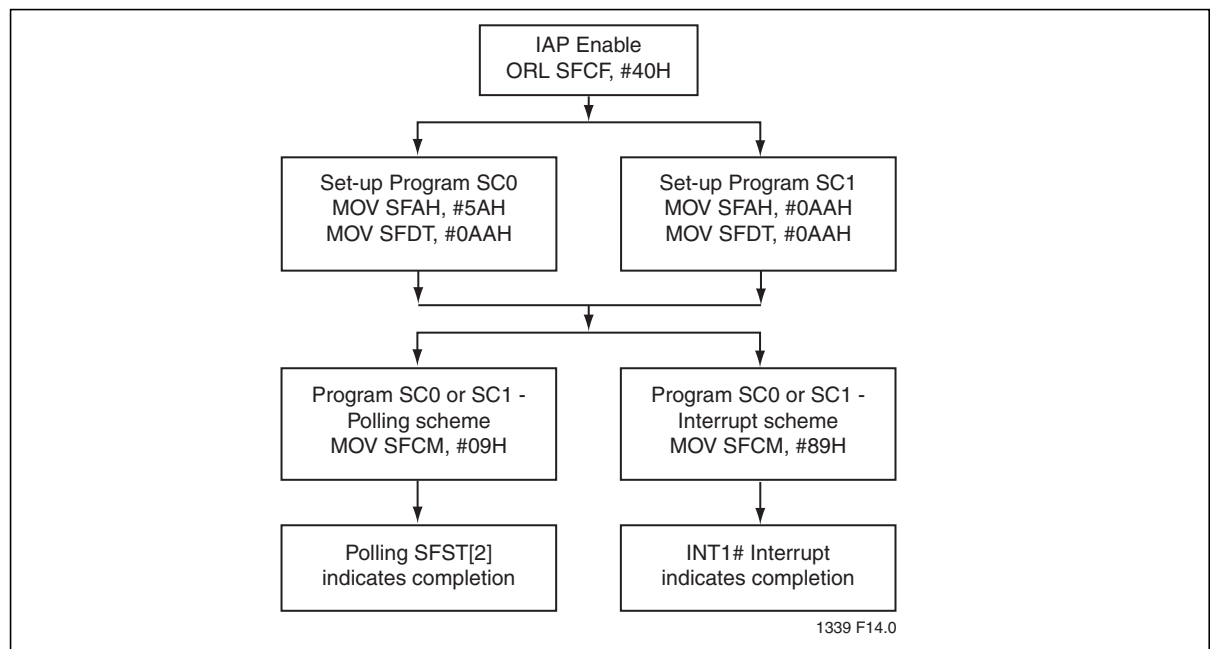 IAP Enable
ORL SFCF, #40H
Set-up Program SC0
MOV SFAH, #5AH
MOV SFDT, #0AAH
Set-up Program SC1
MOV SFAH, #0AAH
MOV SFDT, #0AAH
Program SC0 or SC1 -
Polling scheme
MOV SFCM, #09H
Program SC0 or SC1 -
Interrupt scheme
MOV SFCM, #89H
Polling SFST[2]
indicates completion
INT1# Interrupt
indicates completion
1339 F14.0